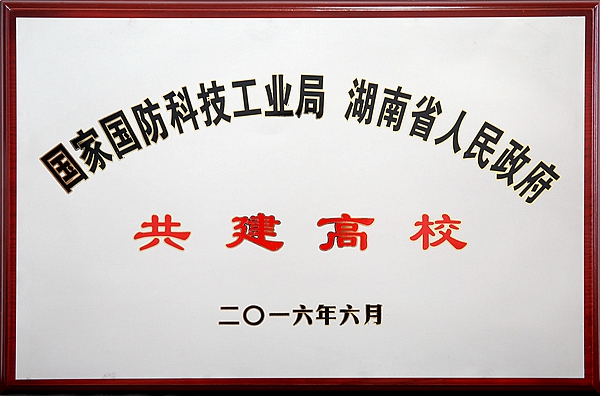 国家国防科技工业局 湖南省人民政府
共建高校
二〇一六年六月